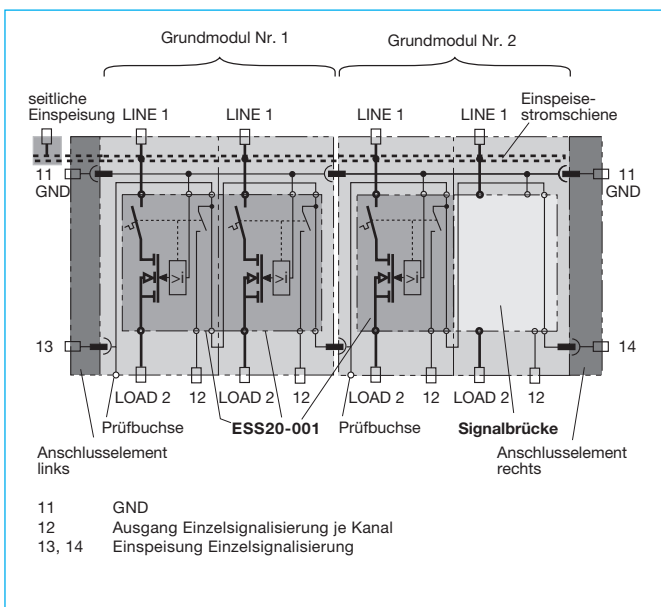 Grundmodul Nr. 1
Grundmodul Nr. 2
seitliche
Einspeisung
LINE 1
LINE 1
LINE 1
LINE 1
Einspeise-
stromschiene
11
GND
11
GND
>i
>i
>i
13
14
LOAD 2
12
LOAD 2
12
LOAD 2
12
LOAD 2
12
Prüfbuchse
ESS20-001
Prüfbuchse
Signalbrücke
Anschlusselement
links
Anschlusselement
rechts
11 GND
12 Ausgang Einzelsignalisierung je Kanal
13, 14 Einspeisung Einzelsignalisierung